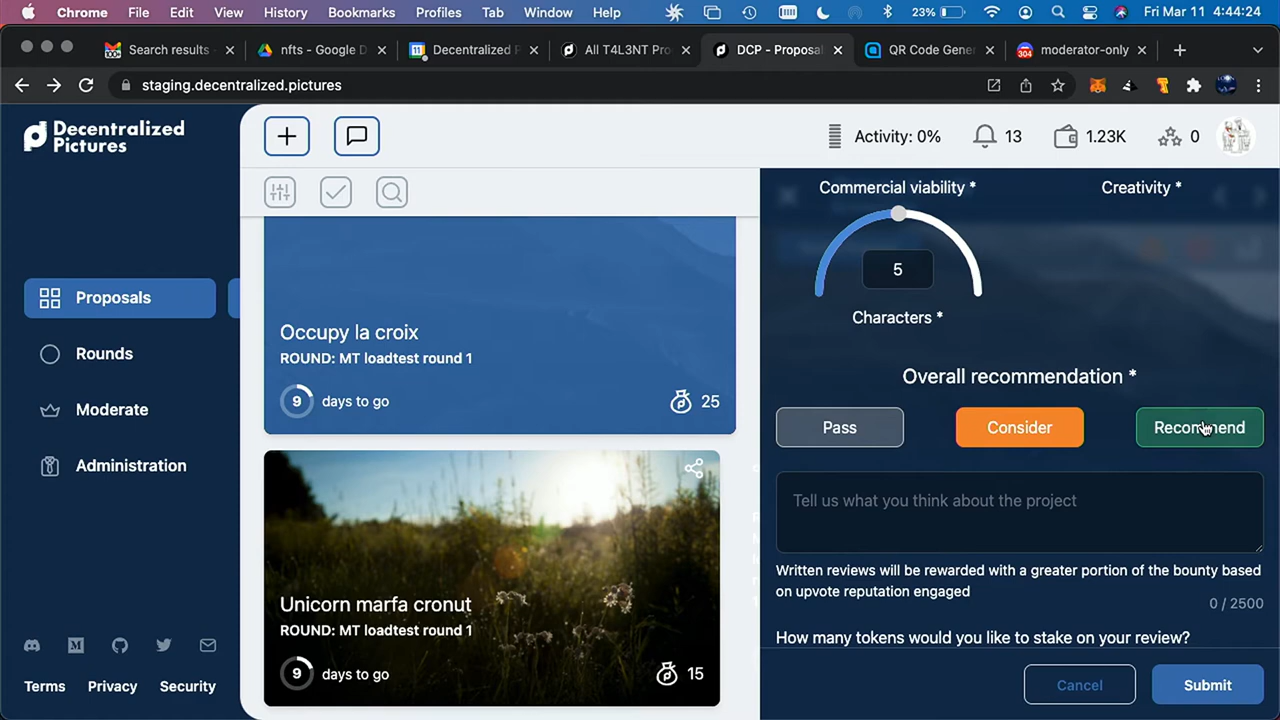 Chrome File Edit View History Bookmarks Profiles Tab Window Help 23% Fri Mar 11 4:44:24
Search results nfts - Google D Decentralized P All T4L3NT Pro DCP - Proposal QR Code Gene 304 moderator-only
staging.decentralized.pictures
Decentralized
Pictures
Activity: 0% 13 1.23K 0
Proposals
Rounds
Moderate
Administration
Terms Privacy Security
Occupy la croix
ROUND: MT loadtest round 1
9 days to go 25
Unicorn marfa cronut
ROUND: MT loadtest round 1
9 days to go 15
Commercial viability * Creativity *
5
Characters *
Overall recommendation *
Pass Consider Recommend
Tell us what you think about the project
Written reviews will be rewarded with a greater portion of the bounty based
on upvote reputation engaged
0 / 2500
How many tokens would you like to stake on your review?
Cancel Submit